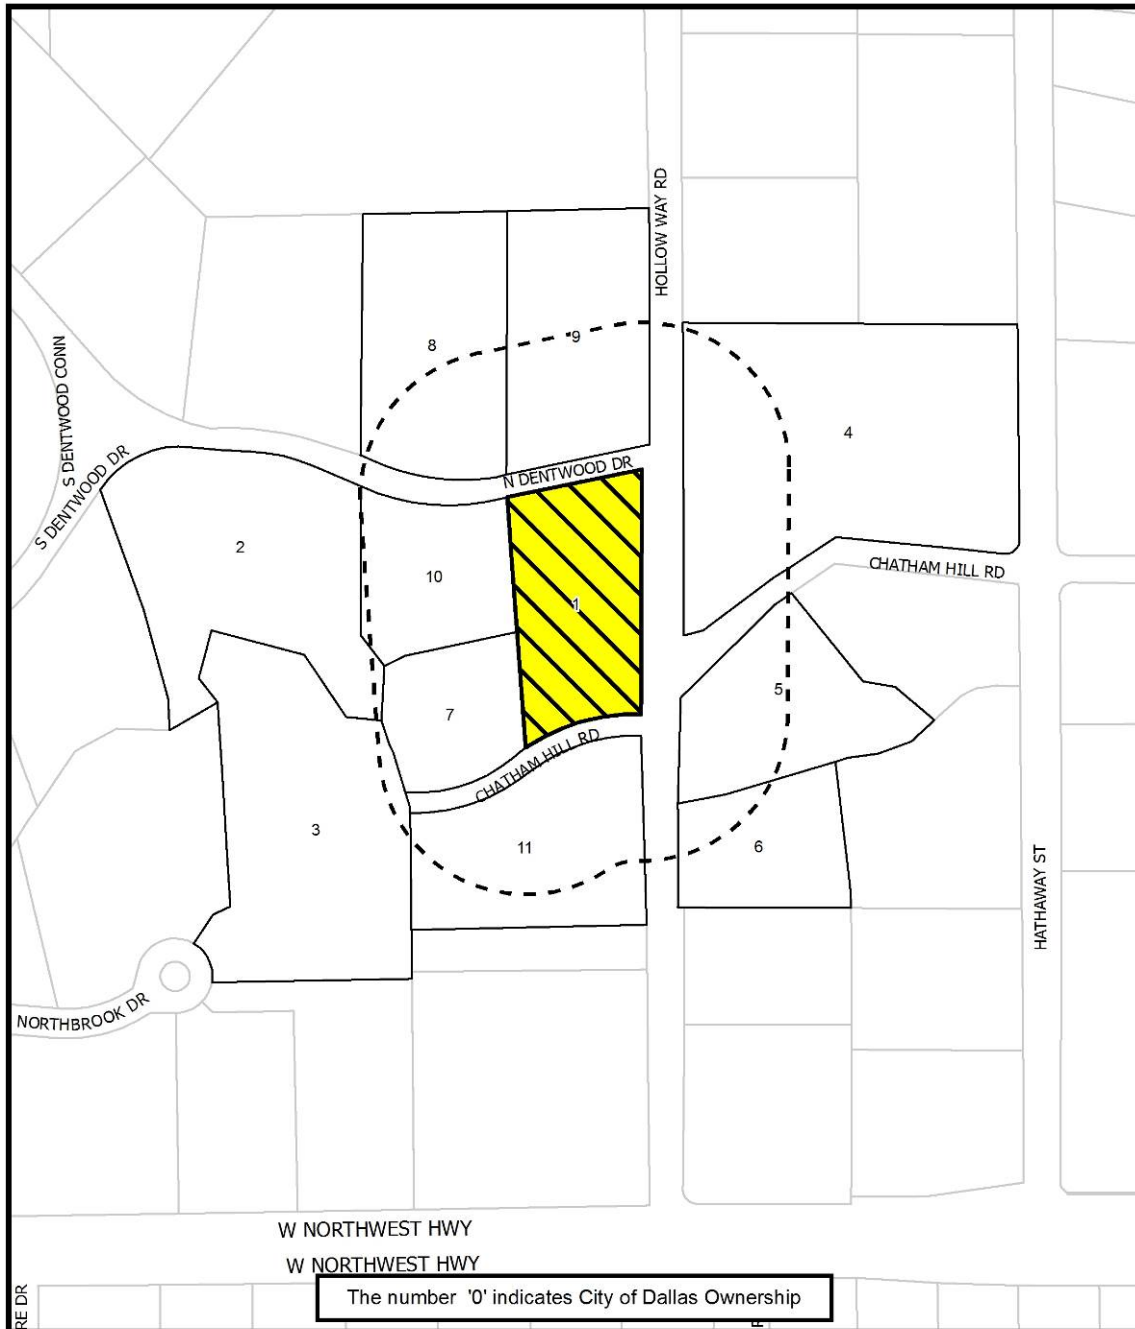 HOLLOW WAY RD
9
8
S DENTWOOD CONN
4
S DENTWOOD DR
N DENTWOOD DR
2
CHATHAM HILL RD
10
1
5
7
CHATHAM HILL RD
3
11
6
HATHAWAY ST
NORTHBROOK DR
W NORTHWEST HWY
W NORTHWEST HWY
The number '0' indicates City of Dallas Ownership
RE DR